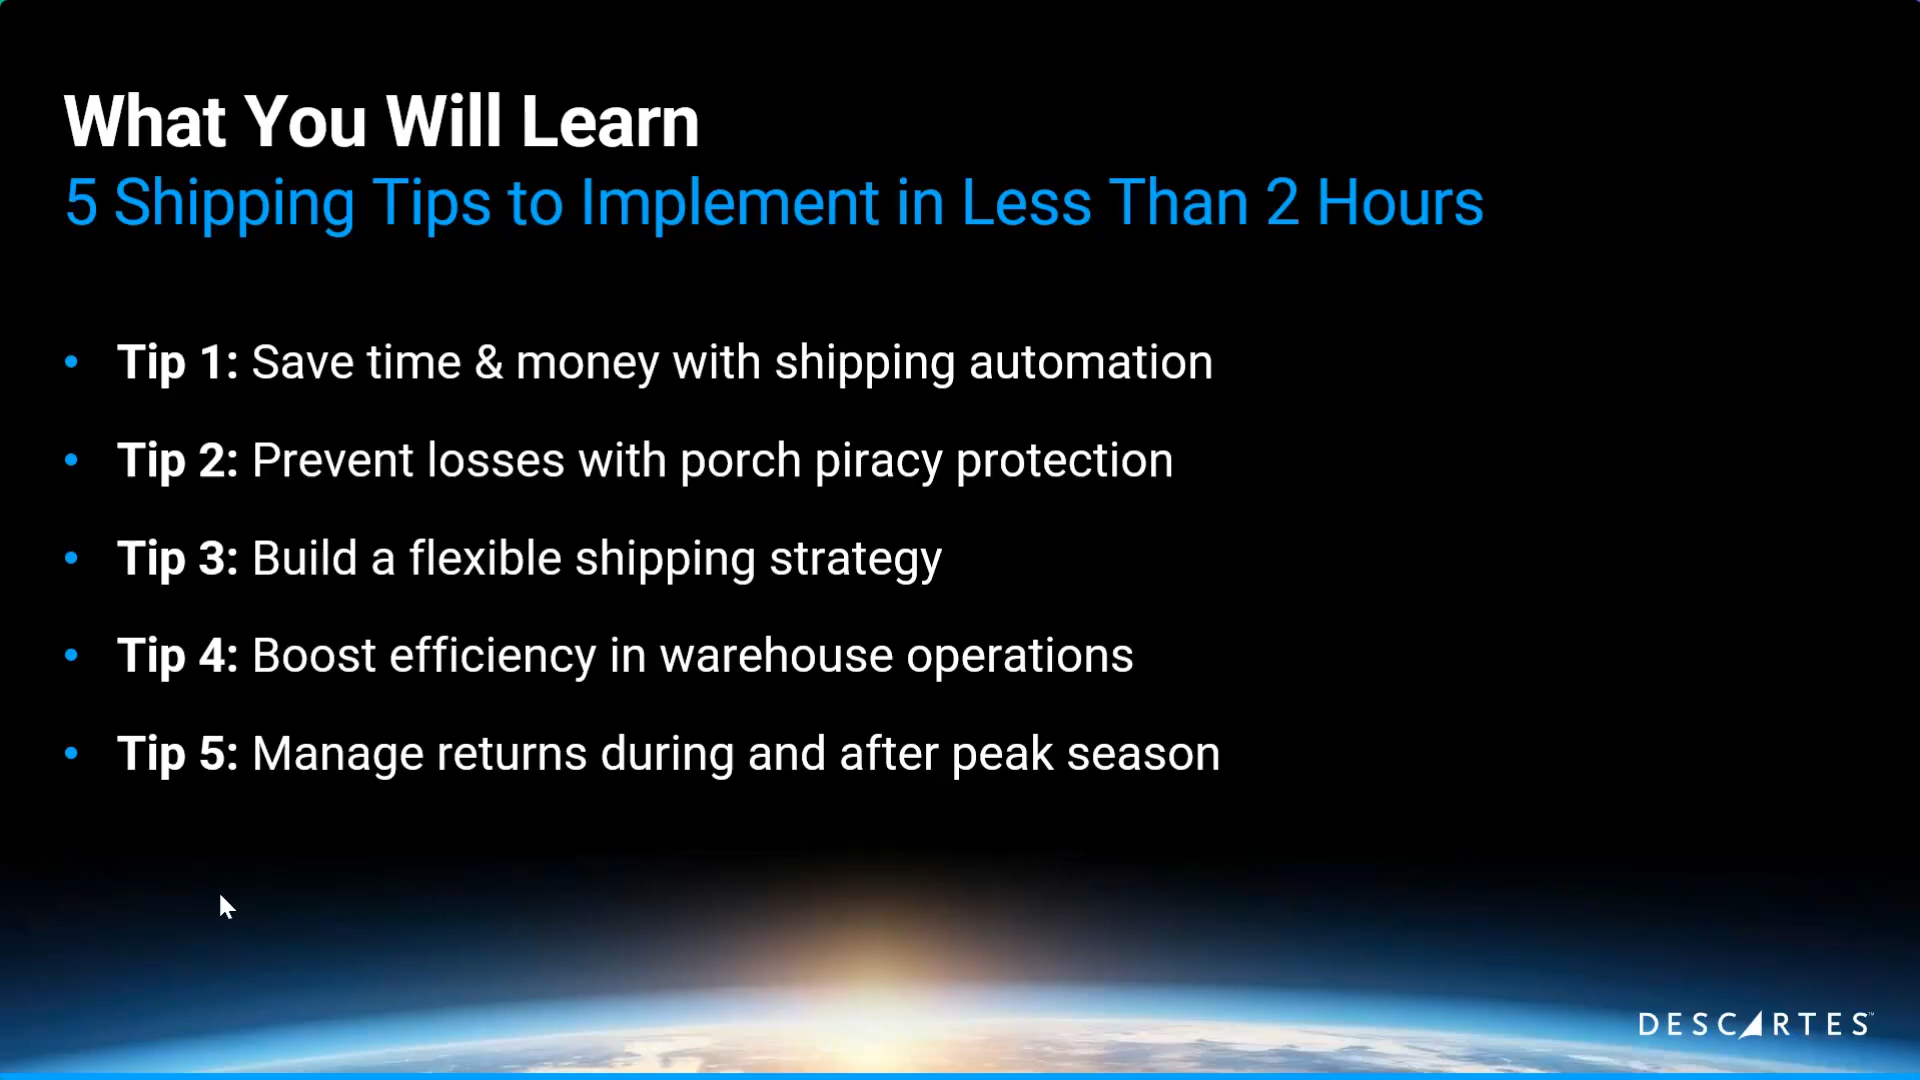 What You Will Learn
5 Shipping Tips to Implement in Less Than 2 Hours
• Tip 1: Save time & money with shipping automation
• Tip 2: Prevent losses with porch piracy protection
• Tip 3: Build a flexible shipping strategy
• Tip 4: Boost efficiency in warehouse operations
• Tip 5: Manage returns during and after peak season
DESCARTES™